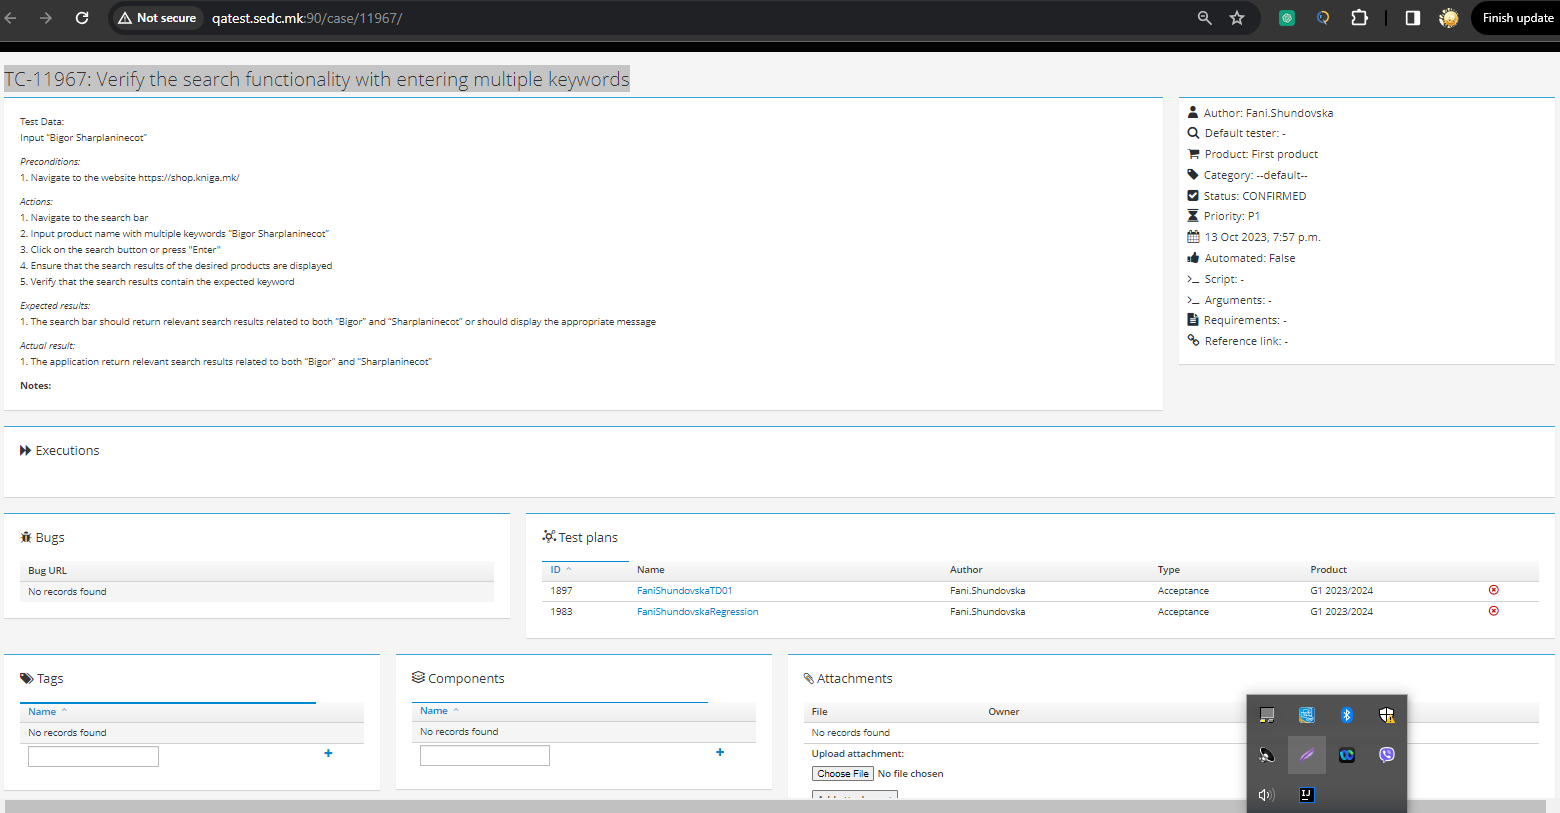 Not secure
qatest.sedc.mk:90/case/11967/
Finish update
TC-11967: Verify the search functionality with entering multiple keywords
Test Data:
Input “Bigor Sharplaninecot”
Preconditions:
1. Navigate to the website https://shop.kniga.mk/
Actions:
1. Navigate to the search bar
2. Input product name with multiple keywords “Bigor Sharplaninecot”
3. Click on the search button or press "Enter"
4. Ensure that the search results of the desired products are displayed
5. Verify that the search results contain the expected keyword
Expected results:
1. The search bar should return relevant search results related to both “Bigor” and “Sharplaninecot” or should display the appropriate message
Actual result:
1. The application return relevant search results related to both “Bigor” and “Sharplaninecot”
Notes:
Author: Fani.Shundovska
Default tester: -
Product: First product
Category: --default--
Status: CONFIRMED
Priority: P1
13 Oct 2023, 7:57 p.m.
Automated: False
Script: -
Arguments: -
Requirements: -
Reference link: -
Executions
Bugs
Bug URL
No records found
Test plans
ID Name Author Type Product
1897 FaniShundovskaTD01 Fani.Shundovska Acceptance G1 2023/2024
1983 FaniShundovskaRegression Fani.Shundovska Acceptance G1 2023/2024
Tags
Name
No records found
Components
Name
No records found
Attachments
File Owner
No records found
Upload attachment:
Choose File No file chosen
IJ